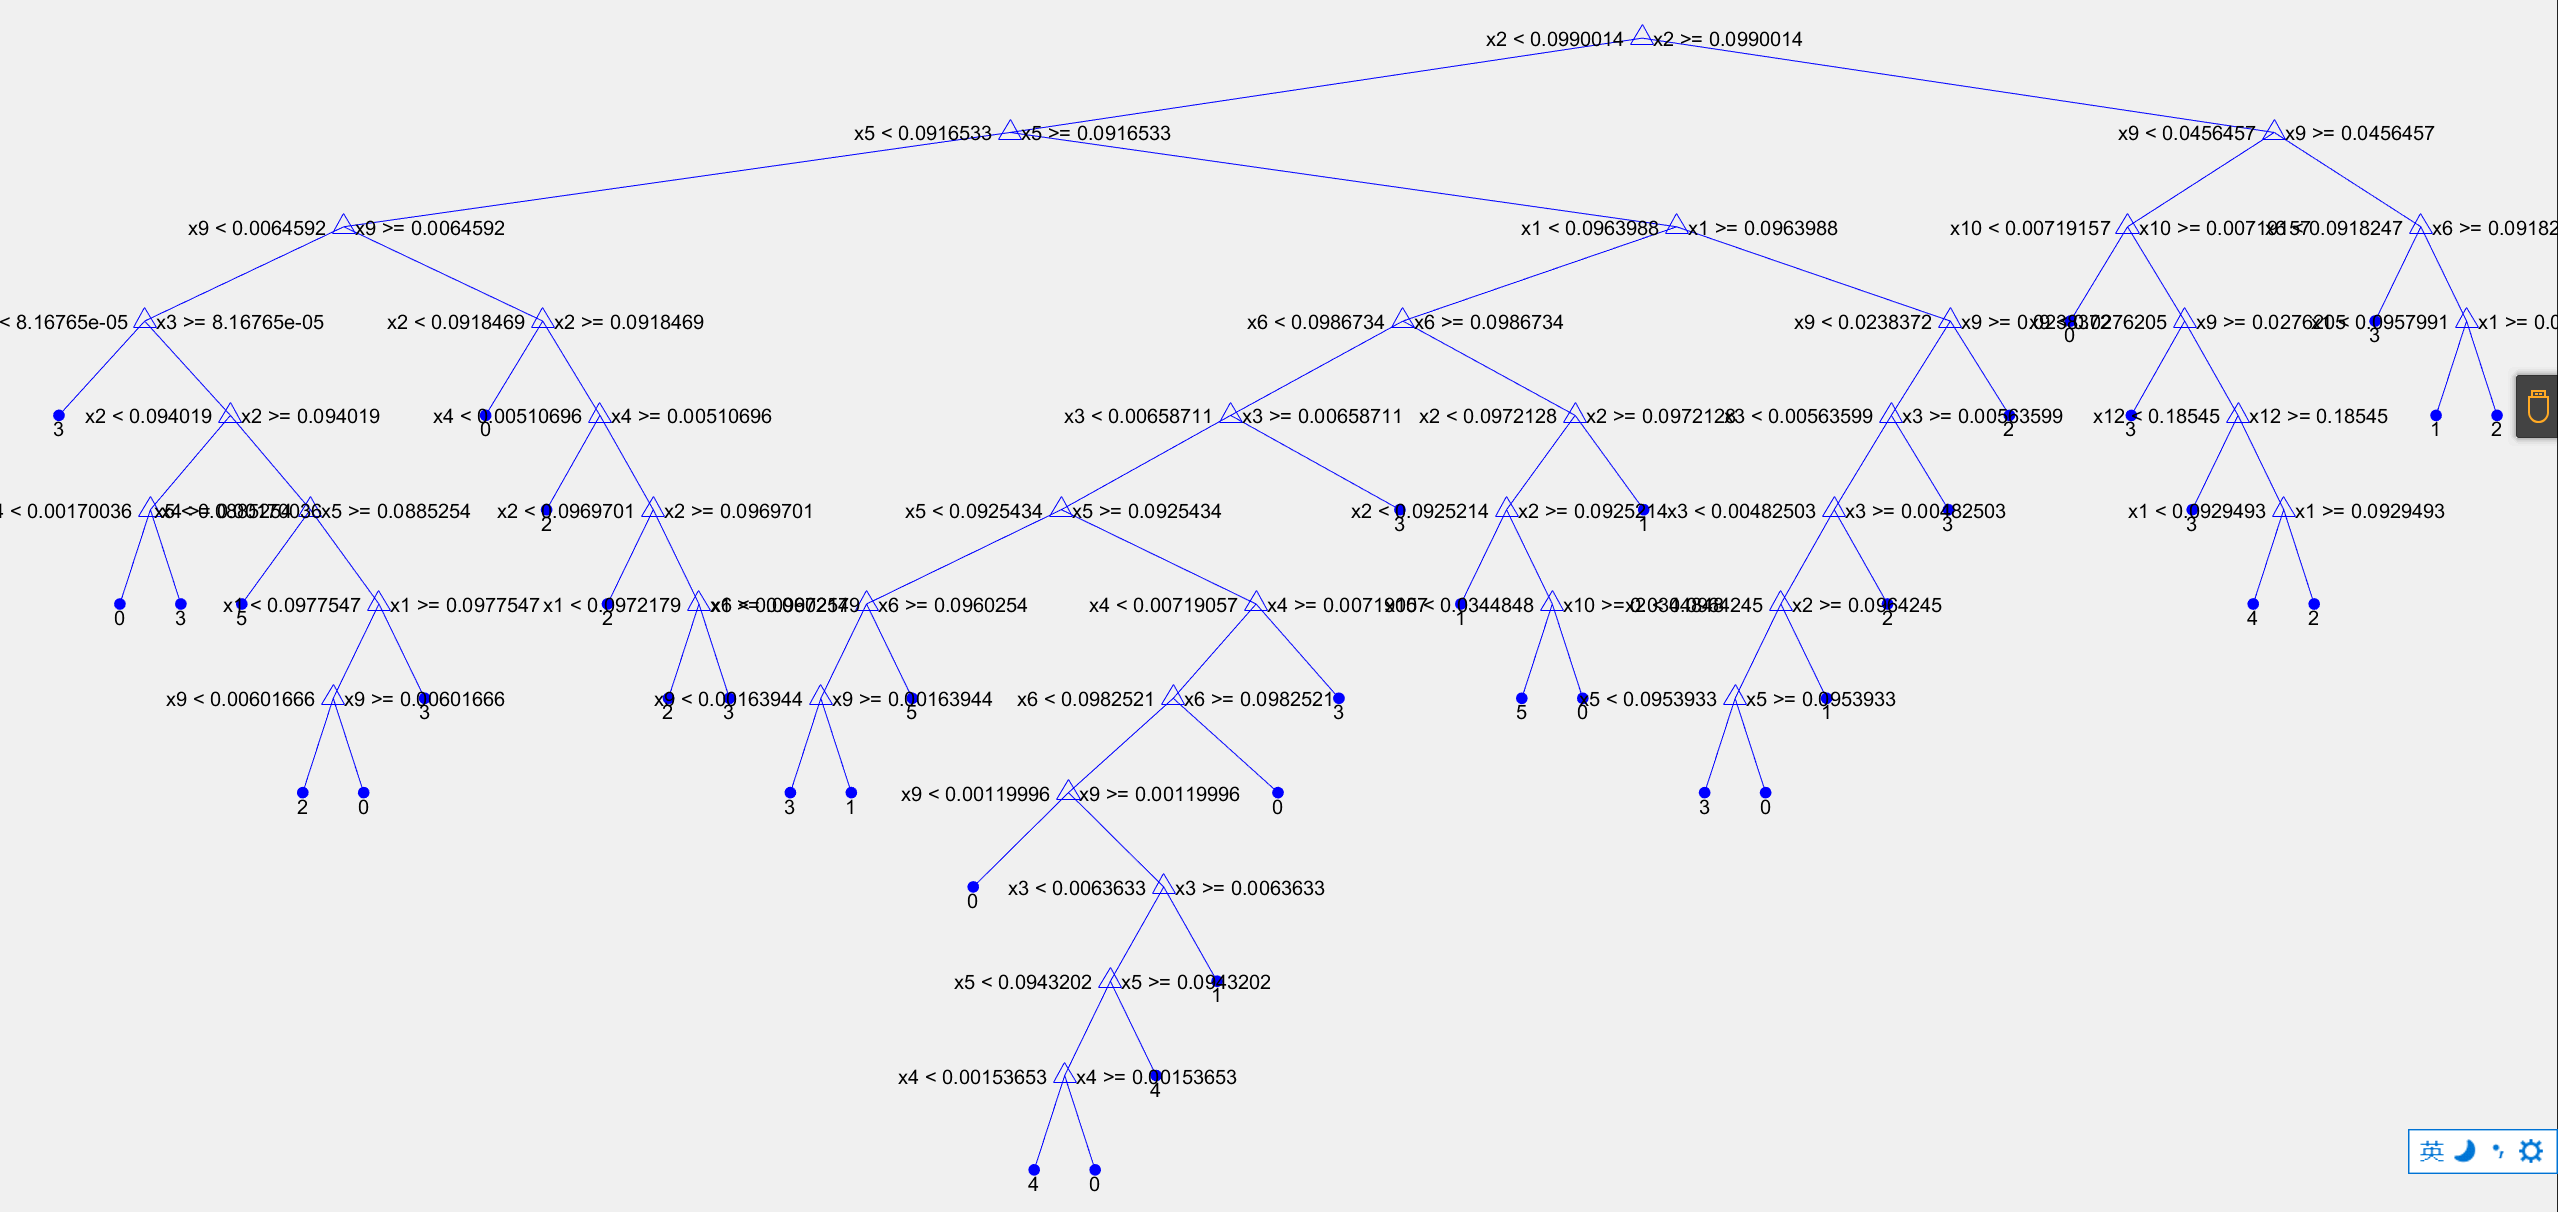 x2 < 0.0990014 x2 >= 0.0990014
x5 < 0.0916533 x5 >= 0.0916533 x9 < 0.0456457 x9 >= 0.0456457
x9 < 0.0064592 x9 >= 0.0064592 x1 < 0.0963988 x1 >= 0.0963988 x10 < 0.00719157 x10 >= 0.00719157 x6 < 0.0918247 x6 >= 0.09182
< 8.16765e-05 x3 >= 8.16765e-05 x2 < 0.0918469 x2 >= 0.0918469 x6 < 0.0986734 x6 >= 0.0986734 x9 < 0.0238372 x9 >= 0.0238372 x9 < 0.0276205 x9 >= 0.0276205 x1 < 0.0957991 x1 >= 0.0
0 3
x2 < 0.094019 x2 >= 0.094019 x4 < 0.00510696 x4 >= 0.00510696 x3 < 0.00658711 x3 >= 0.00658711 x2 < 0.0972128 x2 >= 0.0972128 x3 < 0.00563599 x3 >= 0.00563599 x12 < 0.18545 x12 >= 0.18545
3 0 2 3 1 2
< 0.00170036 x4 >= 0.00170036 x5 < 0.0885254 x5 >= 0.0885254 x2 < 0.0969701 x2 >= 0.0969701 x5 < 0.0925434 x5 >= 0.0925434 x2 < 0.0925214 x2 >= 0.0925214 x3 < 0.00482503 x3 >= 0.00482503 x1 < 0.0929493 x1 >= 0.0929493
2 3 1 3 3
x1 < 0.0977547 x1 >= 0.0977547 x1 < 0.0972179 x1 >= 0.0972179 x6 < 0.0960254 x6 >= 0.0960254 x4 < 0.00719057 x4 >= 0.00719057 x10 < 0.0344848 x10 >= 0.0344848 x2 < 0.0964245 x2 >= 0.0964245
0 3 5 2 1 2 4 2
x9 < 0.00601666 x9 >= 0.00601666 x9 < 0.00163944 x9 >= 0.00163944 x6 < 0.0982521 x6 >= 0.0982521 x5 < 0.0953933 x5 >= 0.0953933
3 2 3 5 3 5 0 1
x9 < 0.00119996 x9 >= 0.00119996
2 0 3 1 0 3 0
x3 < 0.0063633 x3 >= 0.0063633
0
x5 < 0.0943202 x5 >= 0.0943202
1
x4 < 0.00153653 x4 >= 0.00153653
4
英
4 0